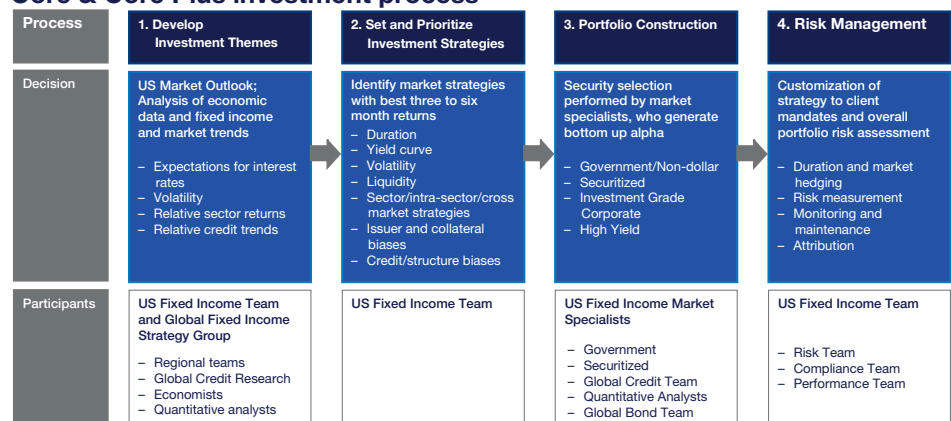 Core & Core Plus investment process
Process
1. Develop
Investment Themes
2. Set and Prioritize
Investment Strategies
3. Portfolio Construction
4. Risk Management
Decision
US Market Outlook;
Analysis of economic
data and fixed income
and market trends
– Expectations for interest
rates
– Volatility
– Relative sector returns
– Relative credit trends
Identify market strategies
with best three to six
month returns
– Duration
– Yield curve
– Volatility
– Liquidity
– Sector/intra-sector/cross
market strategies
– Issuer and collateral
biases
– Credit/structure biases
Security selection
performed by market
specialists, who generate
bottom up alpha
– Government/Non-dollar
– Securitized
– Investment Grade
Corporate
– High Yield
Customization of
strategy to client
mandates and overall
portfolio risk assessment
– Duration and market
hedging
– Risk measurement
– Monitoring and
maintenance
– Attribution
Participants
US Fixed Income Team
and Global Fixed Income
Strategy Group
– Regional teams
– Global Credit Research
– Economists
– Quantitative analysts
US Fixed Income Team
US Fixed Income Market
Specialists
– Government
– Securitized
– Global Credit Team
– Quantitative Analysts
– Global Bond Team
US Fixed Income Team
– Risk Team
– Compliance Team
– Performance Team